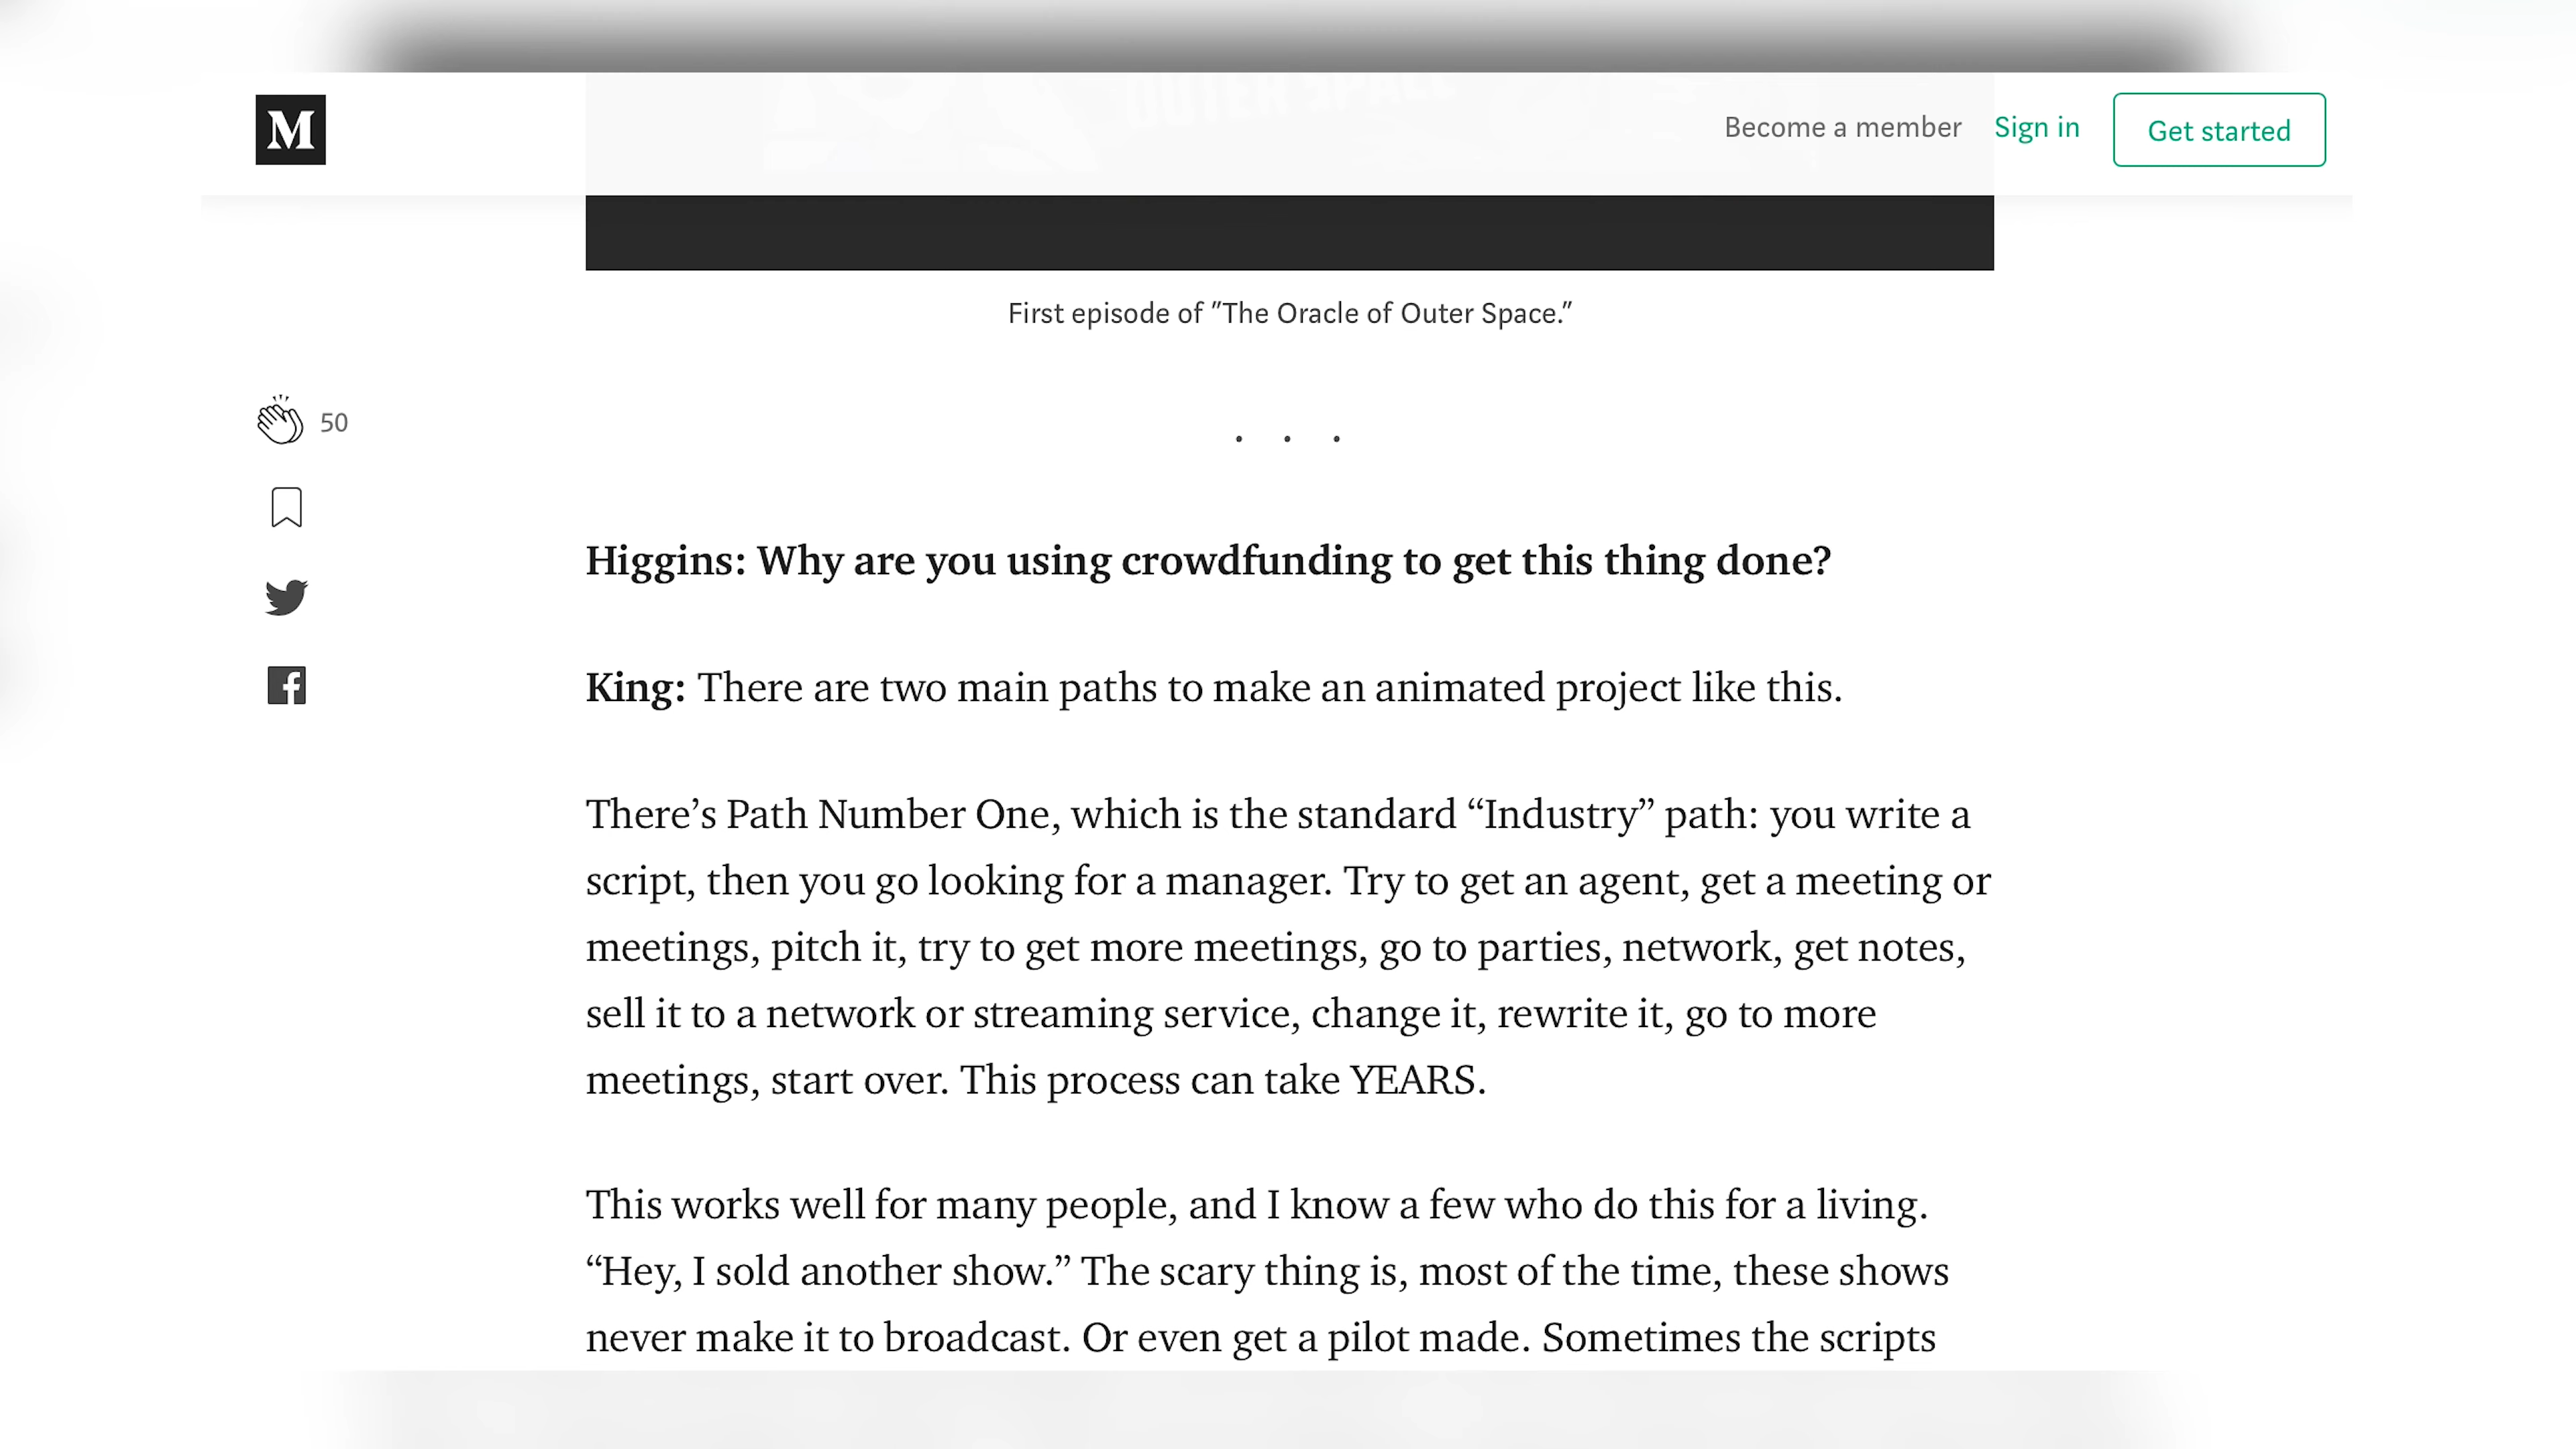 OUTER SPACE
M
Become a member
Sign in
Get started
First episode of "The Oracle of Outer Space."
50
. . .
Higgins: Why are you using crowdfunding to get this thing done?
King: There are two main paths to make an animated project like this.
There’s Path Number One, which is the standard “Industry” path: you write a
script, then you go looking for a manager. Try to get an agent, get a meeting or
meetings, pitch it, try to get more meetings, go to parties, network, get notes,
sell it to a network or streaming service, change it, rewrite it, go to more
meetings, start over. This process can take YEARS.
This works well for many people, and I know a few who do this for a living.
“Hey, I sold another show.” The scary thing is, most of the time, these shows
never make it to broadcast. Or even get a pilot made. Sometimes the scripts